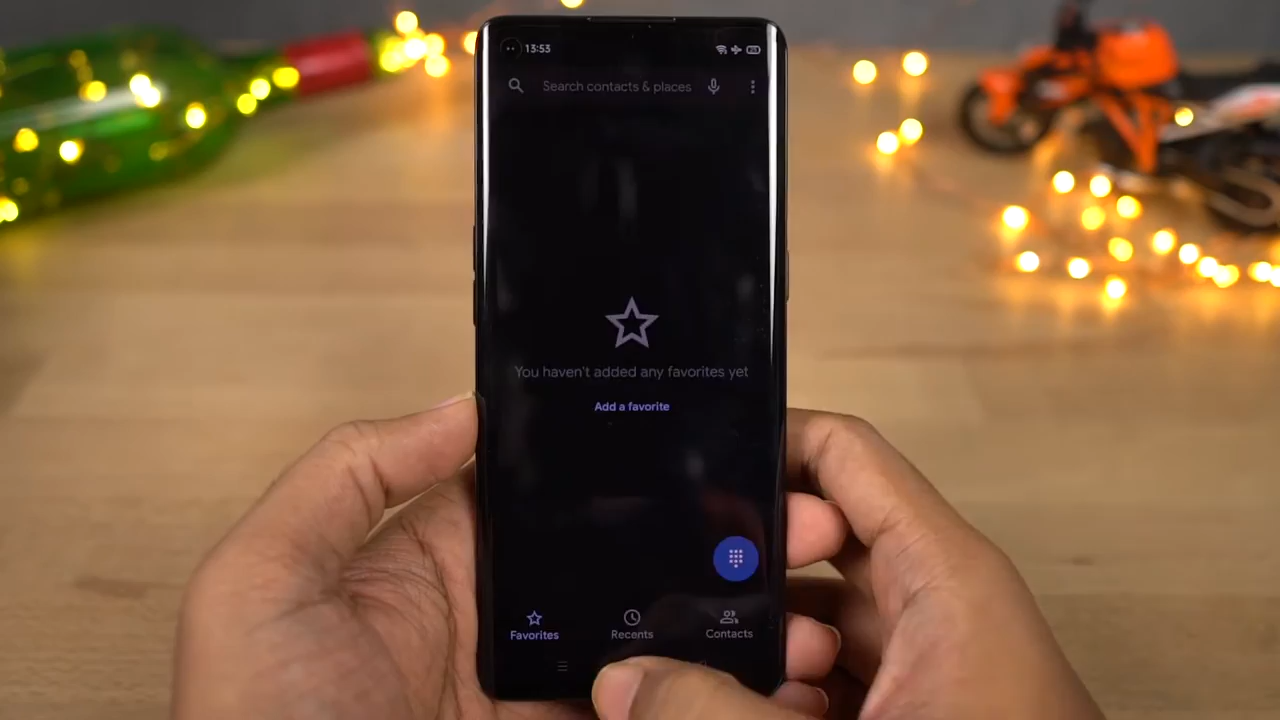 13:53
Search contacts & places
You haven't added any favorites yet
Add a favorite
Favorites
Recents
Contacts